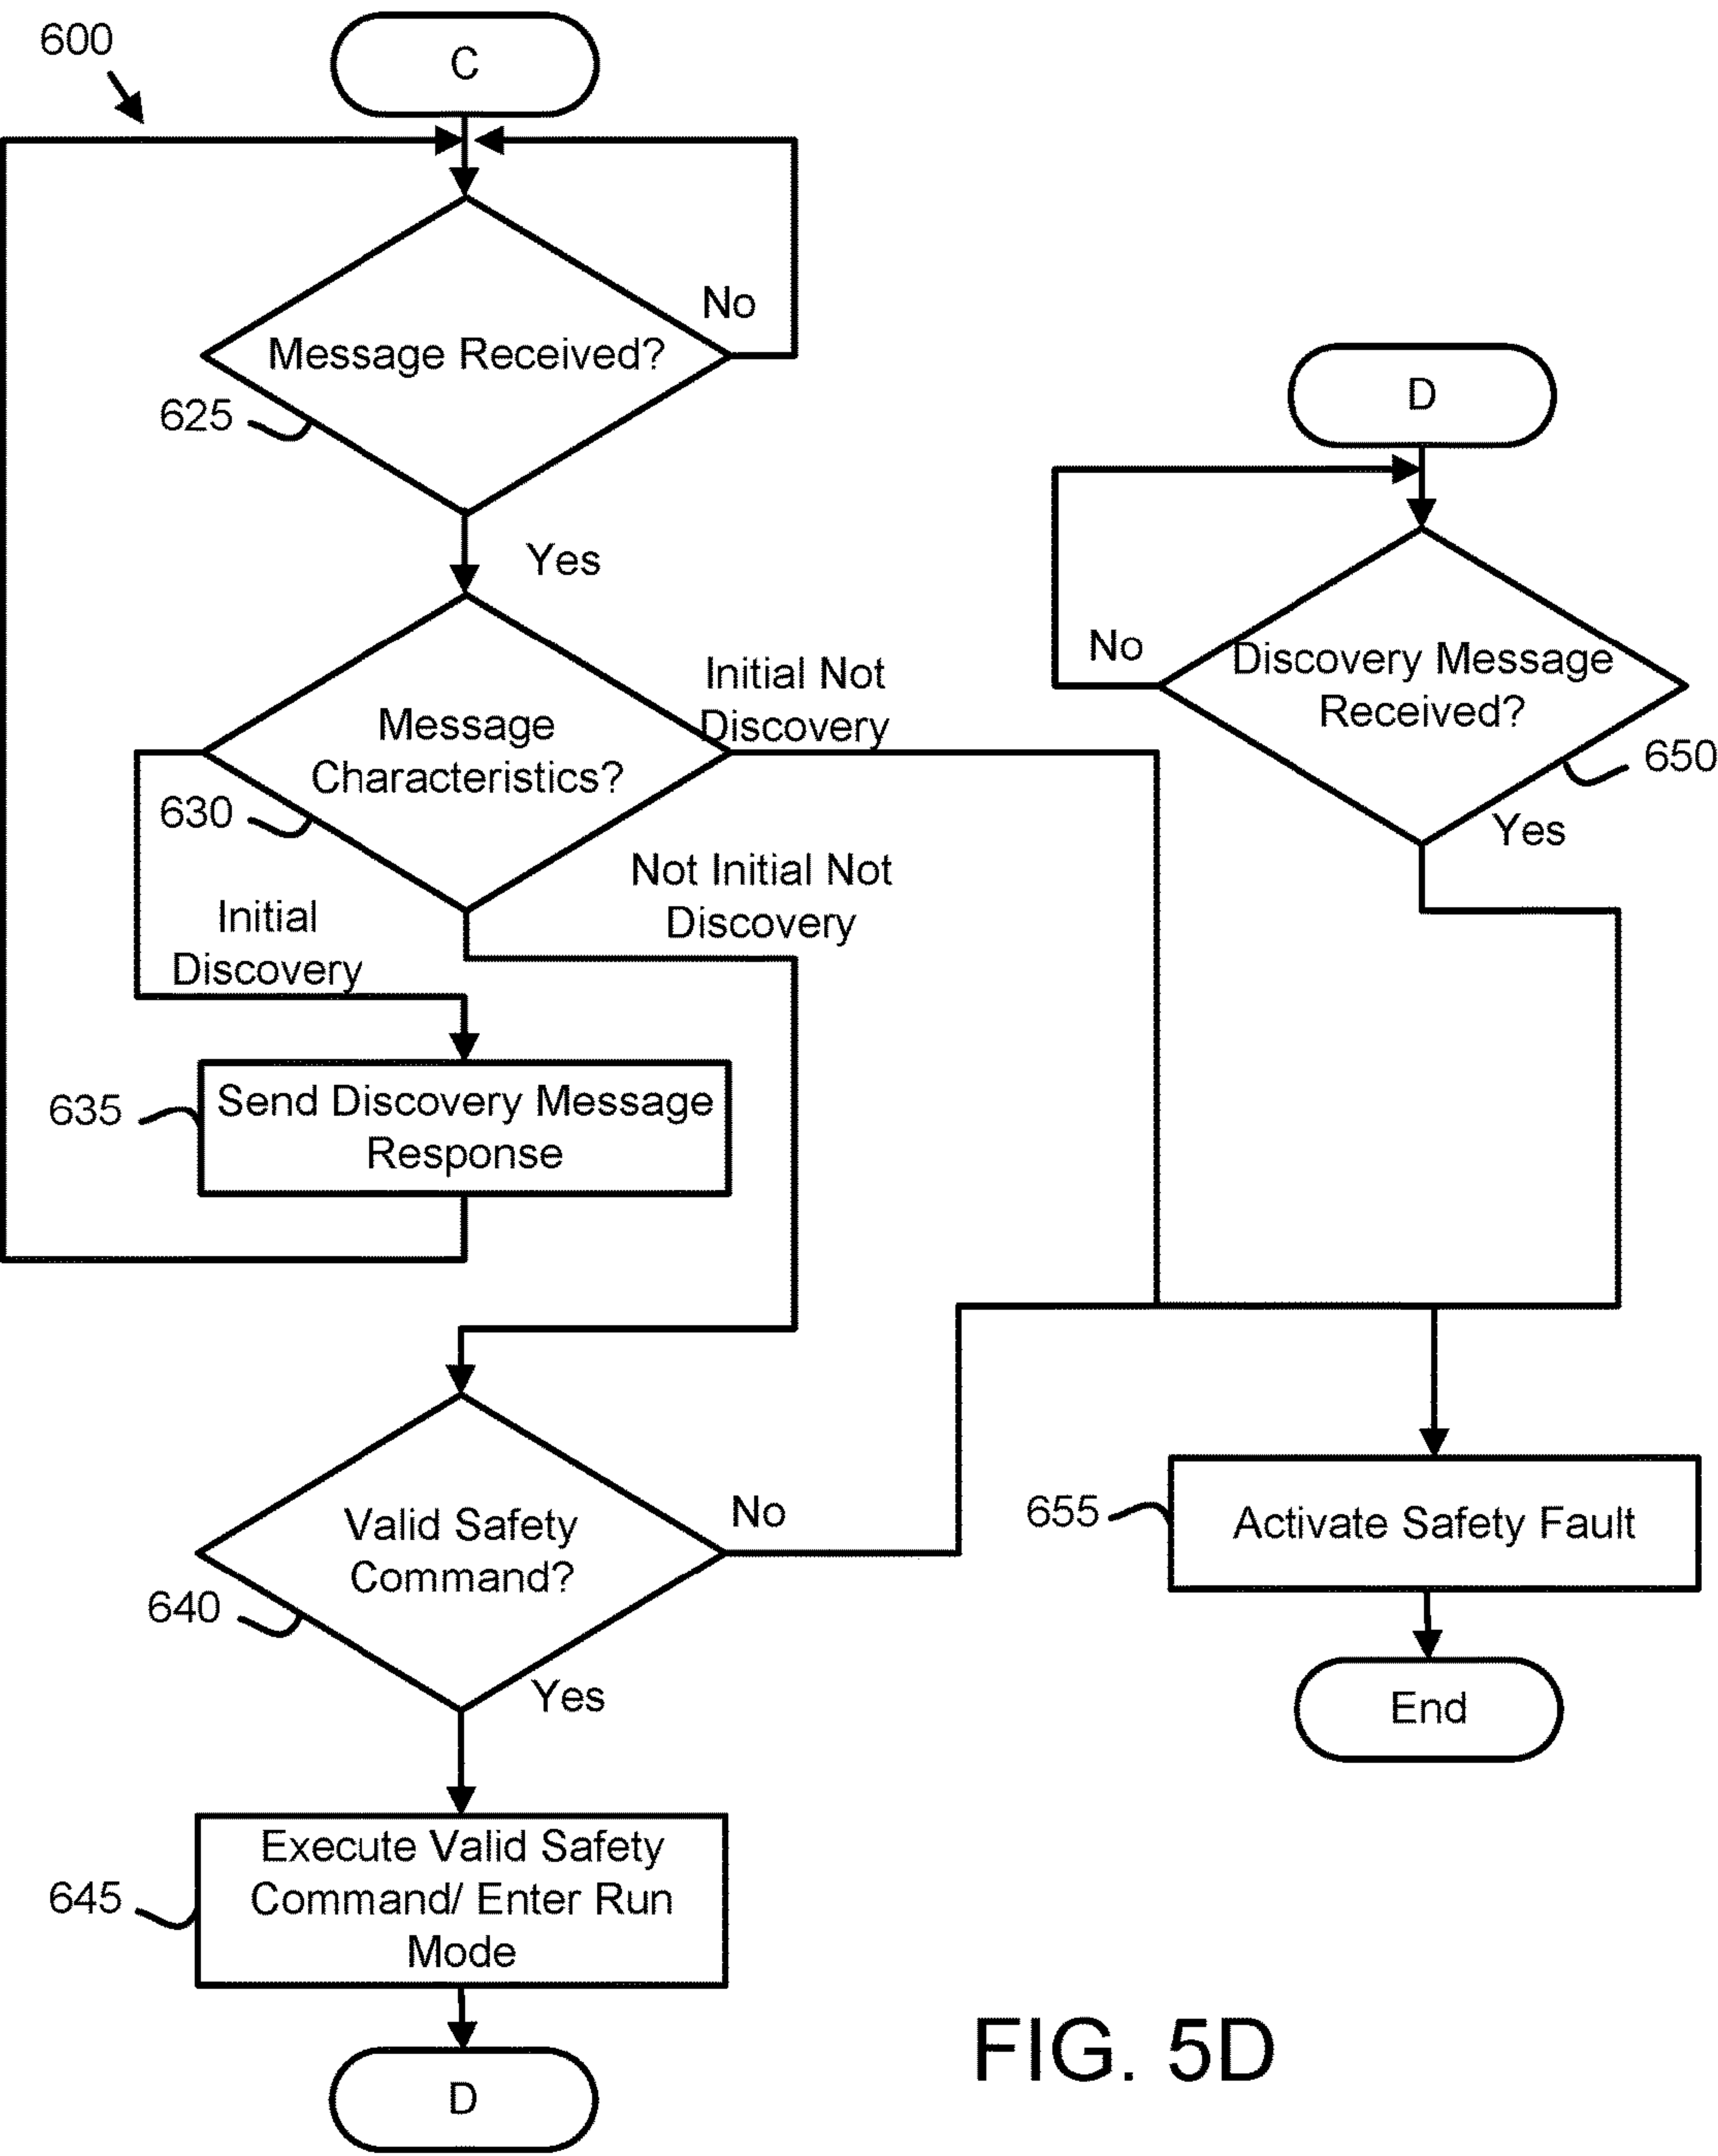 600
C
Message Received?
No
625
Yes
D
Discovery Message
Received?
No
650
Yes
Message
Characteristics?
630
Initial Not
Discovery
Not Initial Not
Discovery
Initial
Discovery
635
Send Discovery Message
Response
Valid Safety
Command?
No
640
Yes
655
Activate Safety Fault
End
645
Execute Valid Safety
Command/ Enter Run
Mode
D
FIG. 5D